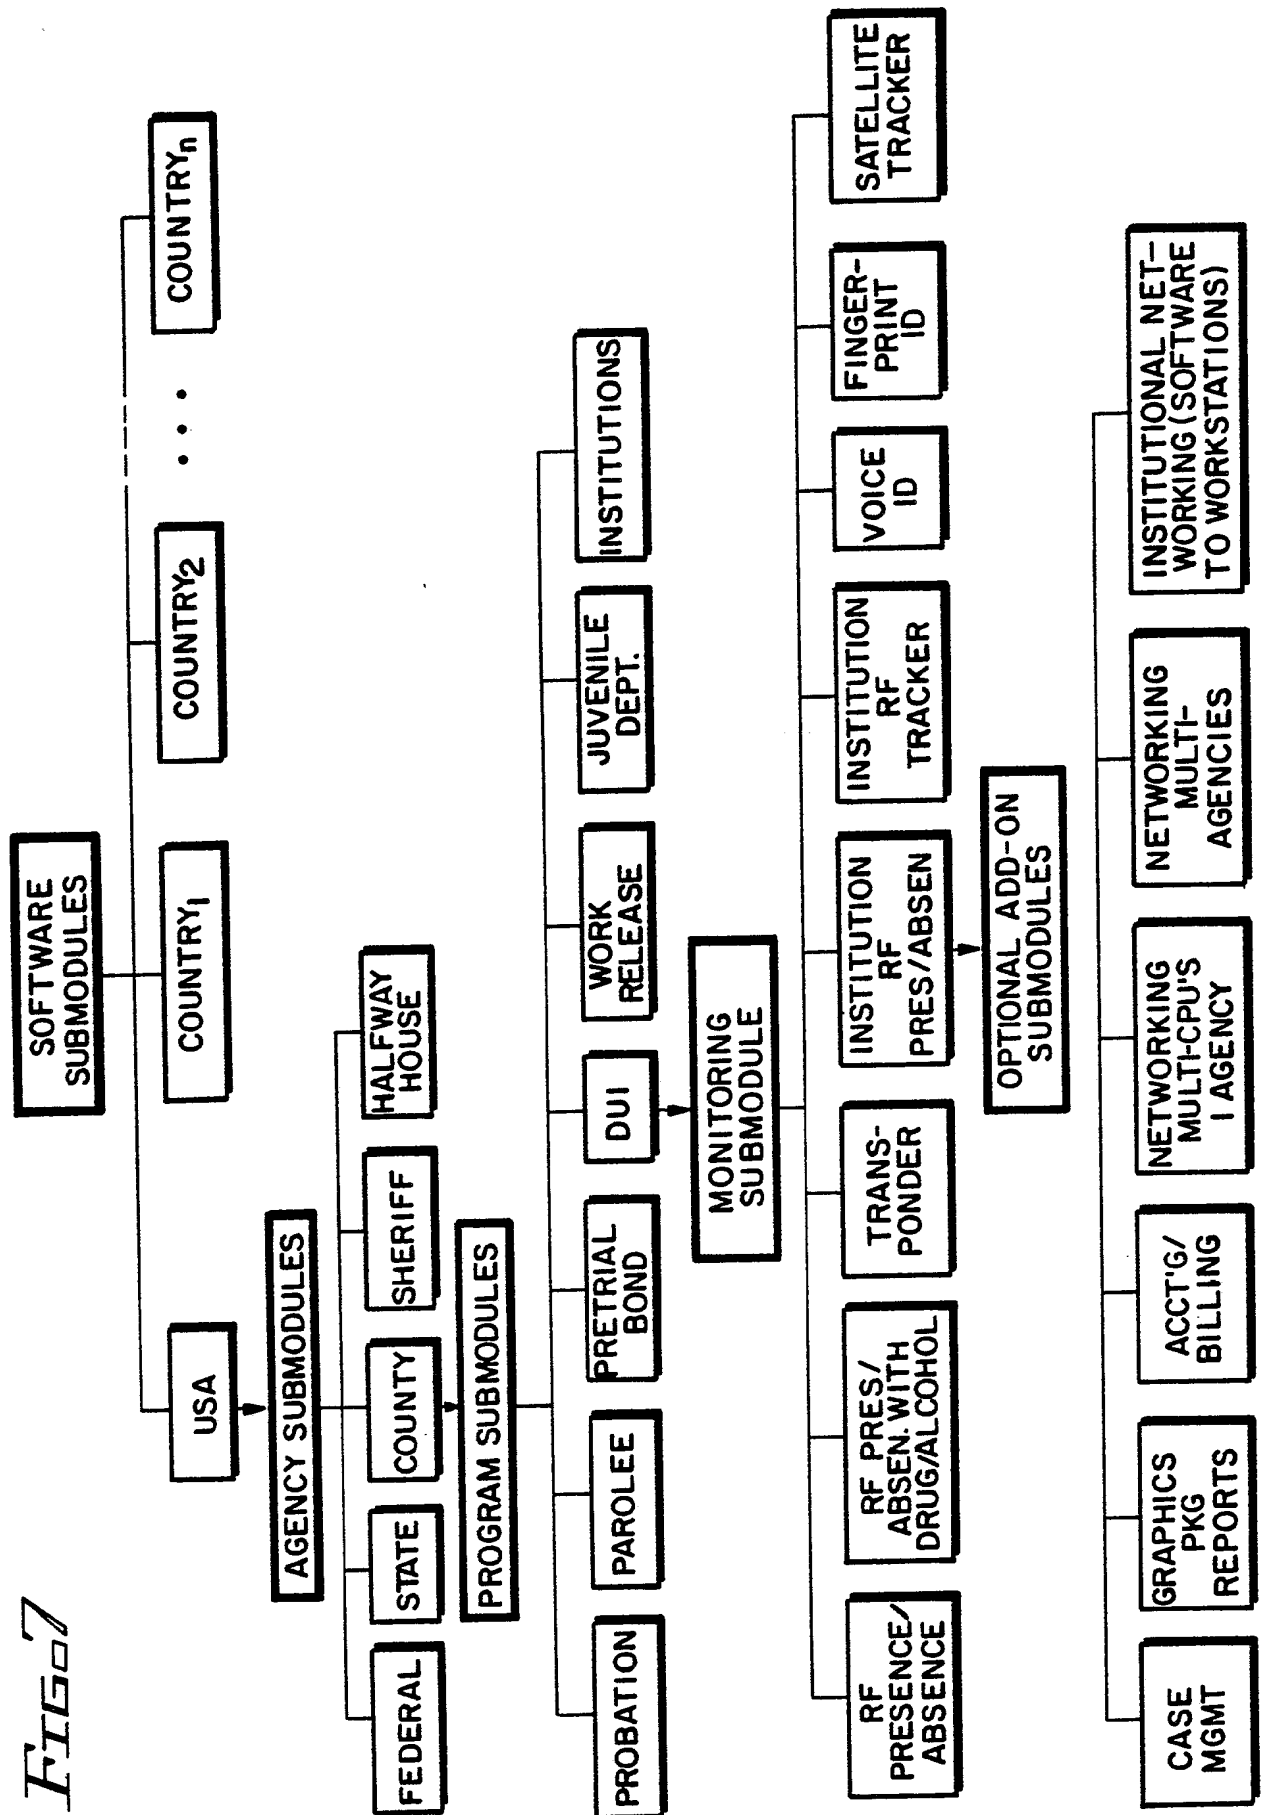 FIG. 7
SOFTWARE
SUBMODULES
USA
COUNTRY1
COUNTRY2
• • •
COUNTRYn
AGENCY SUBMODULES
FEDERAL
STATE
COUNTY
SHERIFF
HALFWAY
HOUSE
PROGRAM SUBMODULES
PROBATION
PAROLEE
PRETRIAL
BOND
DUI
WORK
RELEASE
JUVENILE
DEPT.
INSTITUTIONS
MONITORING
SUBMODULE
RF
PRESENCE/
ABSENCE
RF PRES/
ABSEN. WITH
DRUG/ALCOHOL
TRANS-
PONDER
INSTITUTION
RF
PRES/ABSEN
INSTITUTION
RF
TRACKER
VOICE
ID
FINGER-
PRINT
ID
SATELLITE
TRACKER
OPTIONAL ADD-ON
SUBMODULES
CASE
MGMT
GRAPHICS
PKG
REPORTS
ACCT'G/
BILLING
NETWORKING
MULTI-CPU'S
1 AGENCY
NETWORKING
MULTI-
AGENCIES
INSTITUTIONAL NET-
WORKING (SOFTWARE
TO WORKSTATIONS)